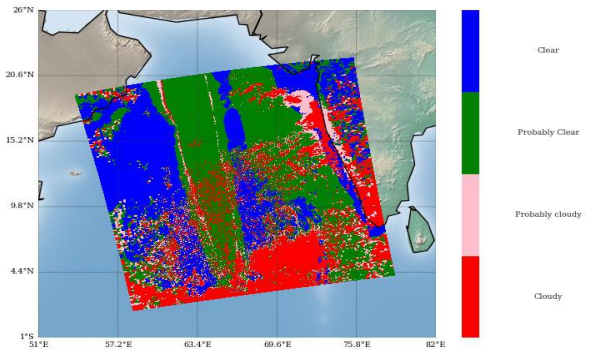 26°N
20.6°N
15.2°N
9.8°N
4.4°N
1°S
51°E 57.2°E 63.4°E 69.6°E 75.8°E 82°E
Clear
Probably Clear
Probably cloudy
Cloudy